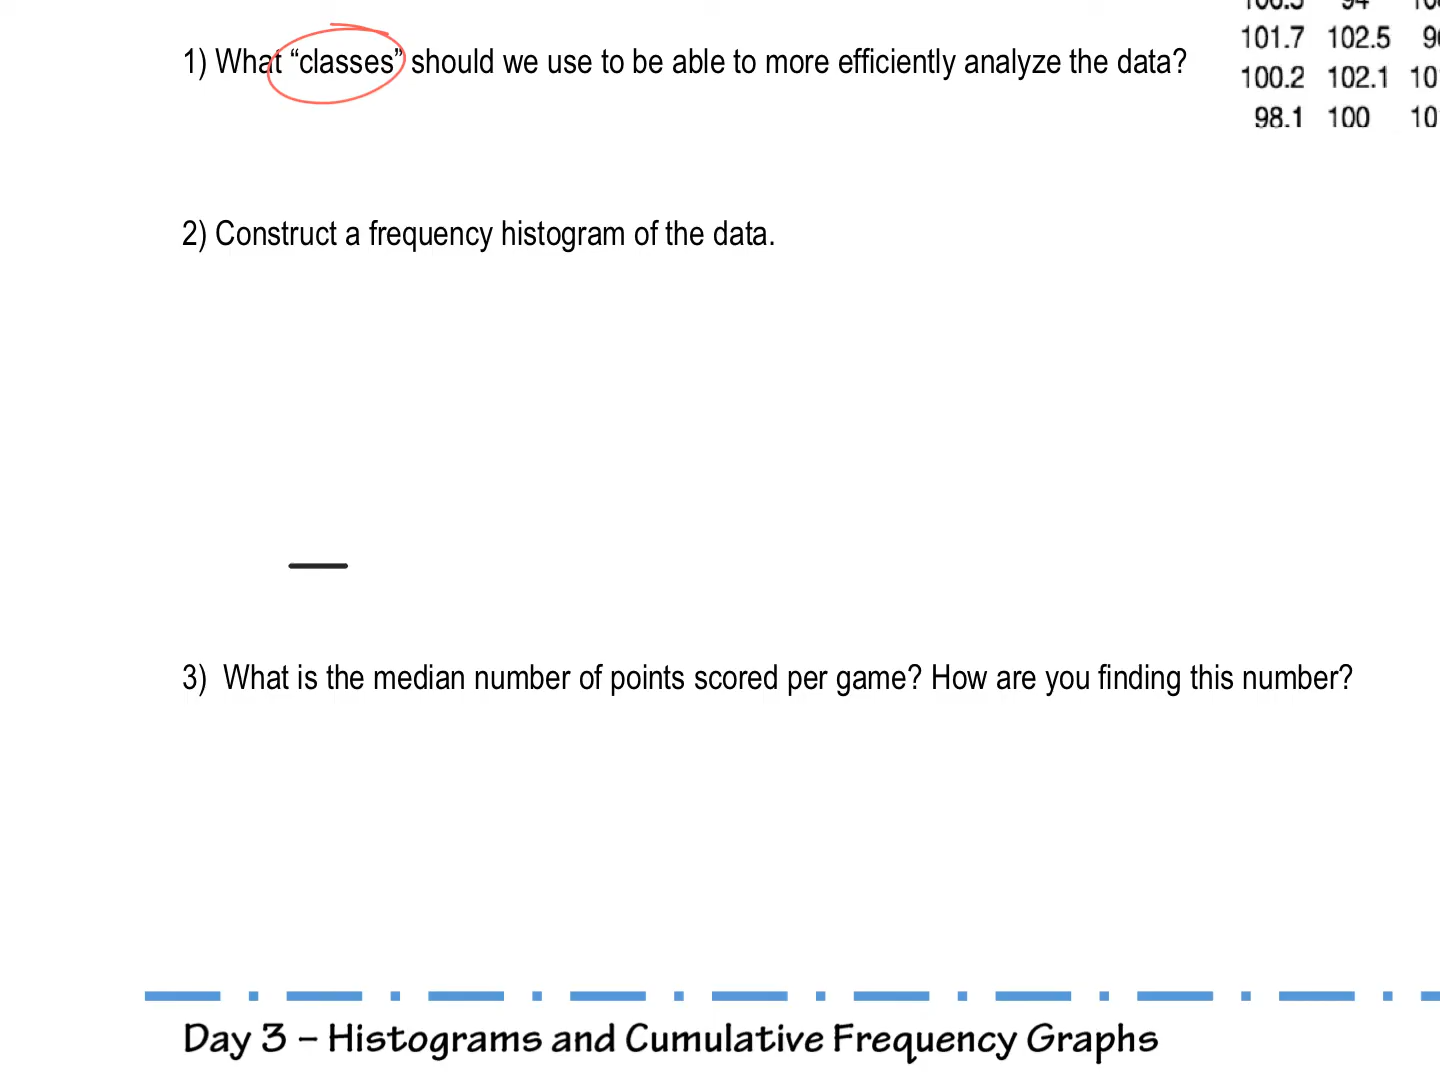 1) What “classes” should we use to be able to more efficiently analyze the data?
101.7 102.5
100.2 102.1
98.1 100
2) Construct a frequency histogram of the data.
3) What is the median number of points scored per game? How are you finding this number?
Day 3 – Histograms and Cumulative Frequency Graphs